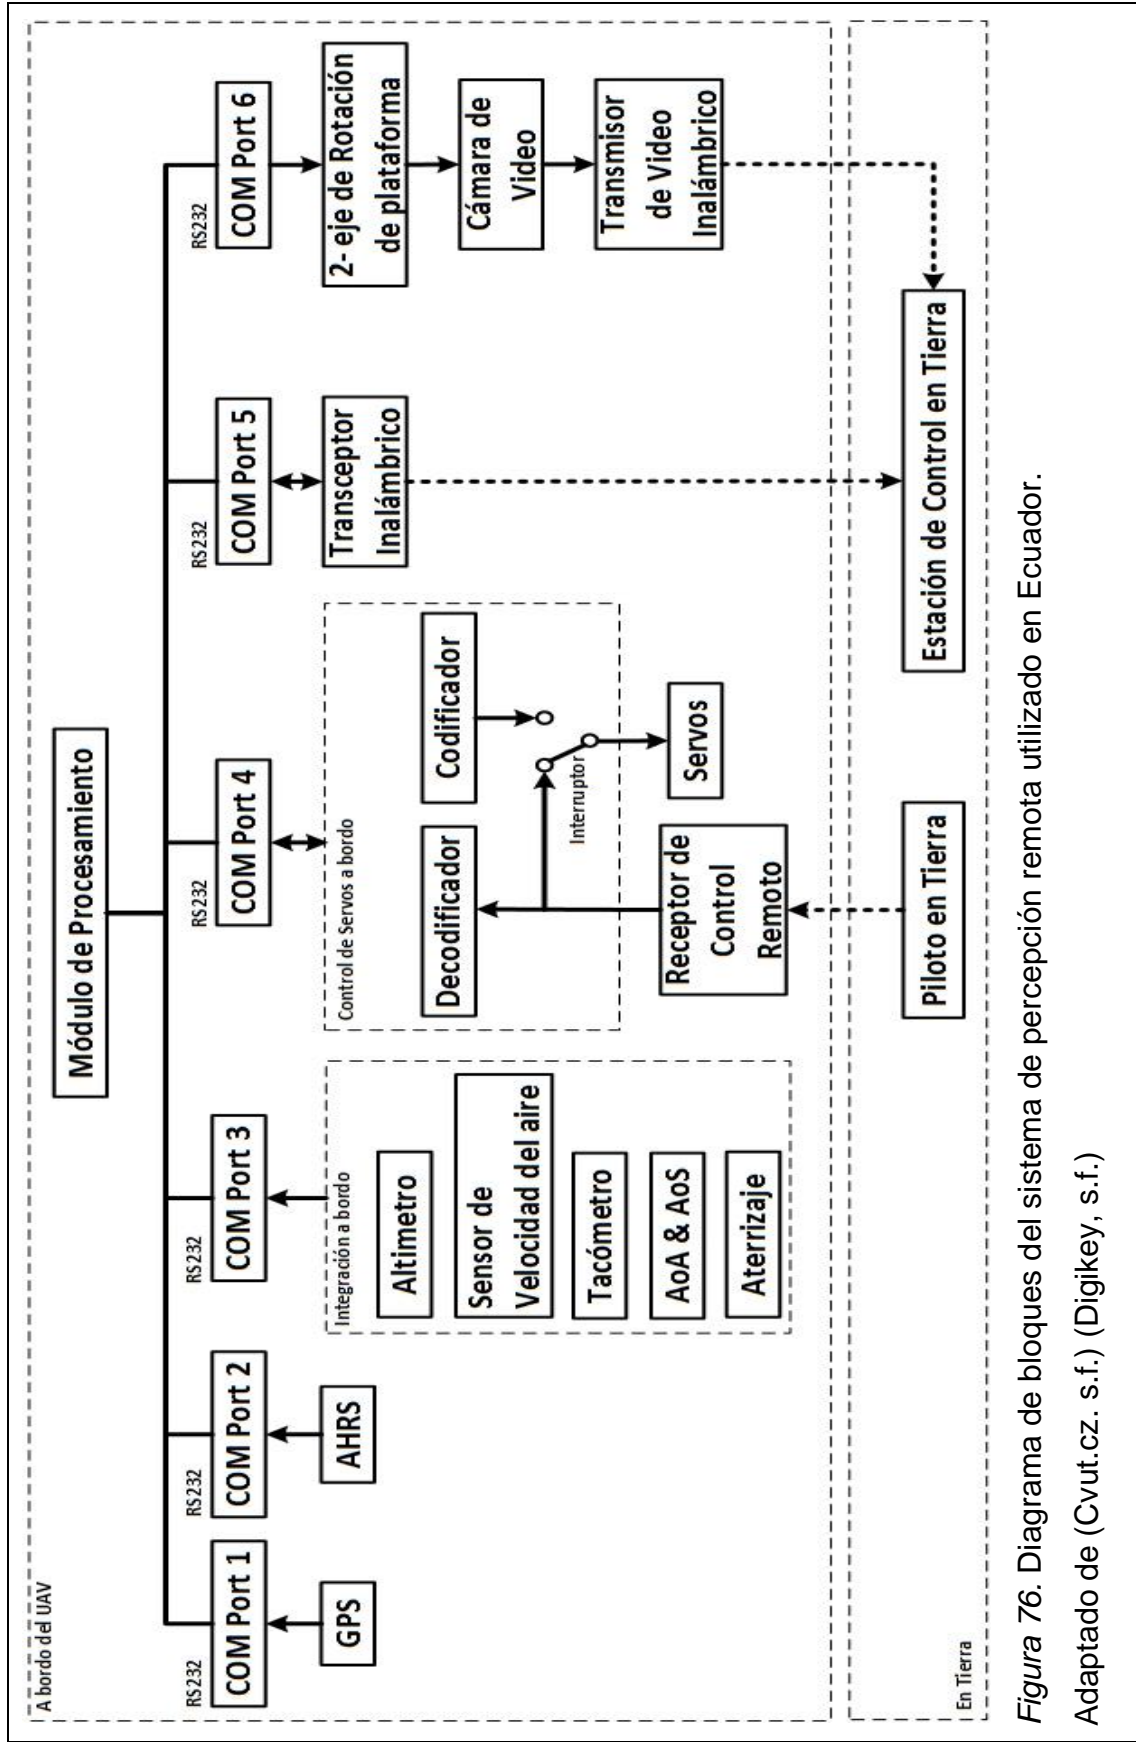 A bordo del UAV
Módulo de Procesamiento
RS232
COM Port 1
GPS
RS232
COM Port 2
AHRS
RS232
COM Port 3
Integración a bordo
Altimetro
Sensor de
Velocidad del aire
Tacómetro
AoA & AoS
Aterrizaje
RS232
COM Port 4
Control de Servos a bordo
Decodificador
Codificador
Interruptor
Receptor de
Control
Remoto
Servos
RS232
COM Port 5
Transceptor
Inalámbrico
RS232
COM Port 6
2- eje de Rotación
de plataforma
Cámara de
Video
Transmisor
de Video
Inalámbrico
En Tierra
Piloto en Tierra
Estación de Control en Tierra
Figura 76. Diagrama de bloques del sistema de percepción remota utilizado en Ecuador.
Adaptado de (Cvut.cz. s.f.) (Digikey, s.f.)